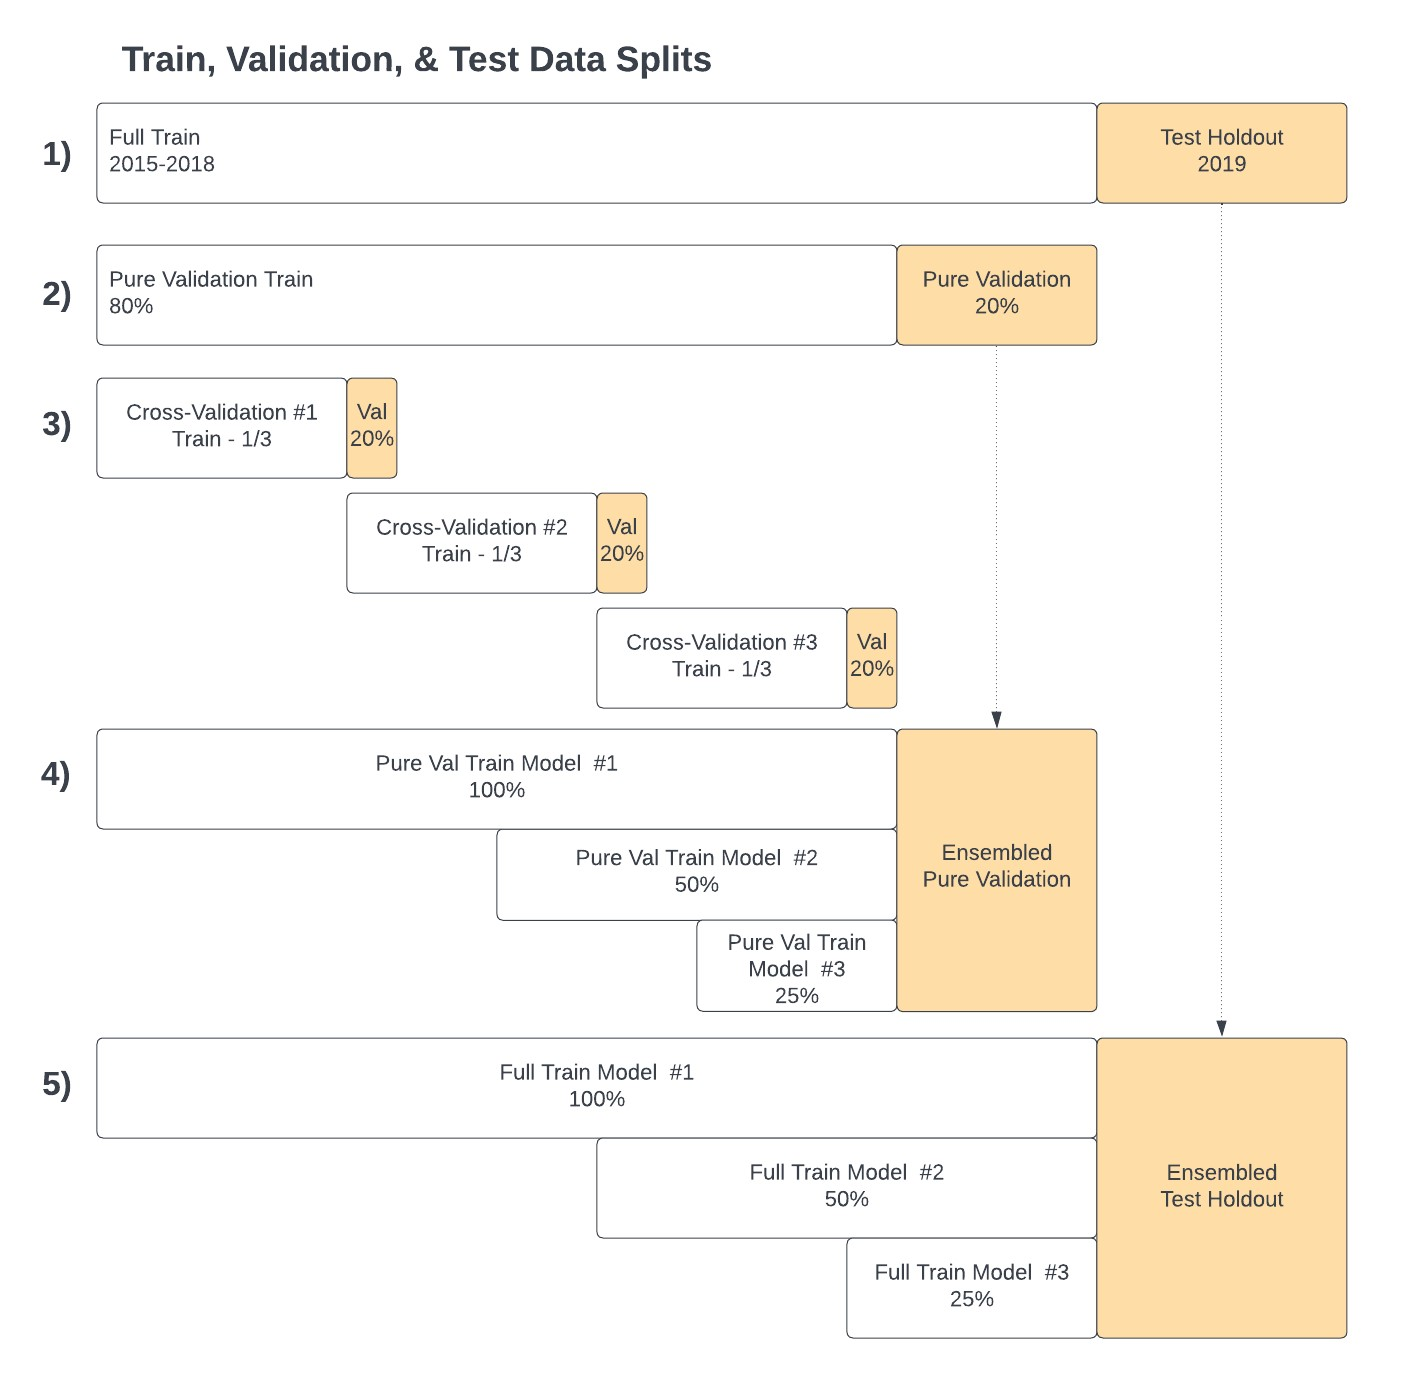 Train, Validation, & Test Data Splits
1)
Full Train
2015-2018
Test Holdout
2019
2)
Pure Validation Train
80%
Pure Validation
20%
3)
Cross-Validation #1
Train - 1/3
Val
20%
Cross-Validation #2
Train - 1/3
Val
20%
Cross-Validation #3
Train - 1/3
Val
20%
4)
Pure Val Train Model #1
100%
Pure Val Train Model #2
50%
Pure Val Train
Model #3
25%
Ensembled
Pure Validation
5)
Full Train Model #1
100%
Full Train Model #2
50%
Full Train Model #3
25%
Ensembled
Test Holdout